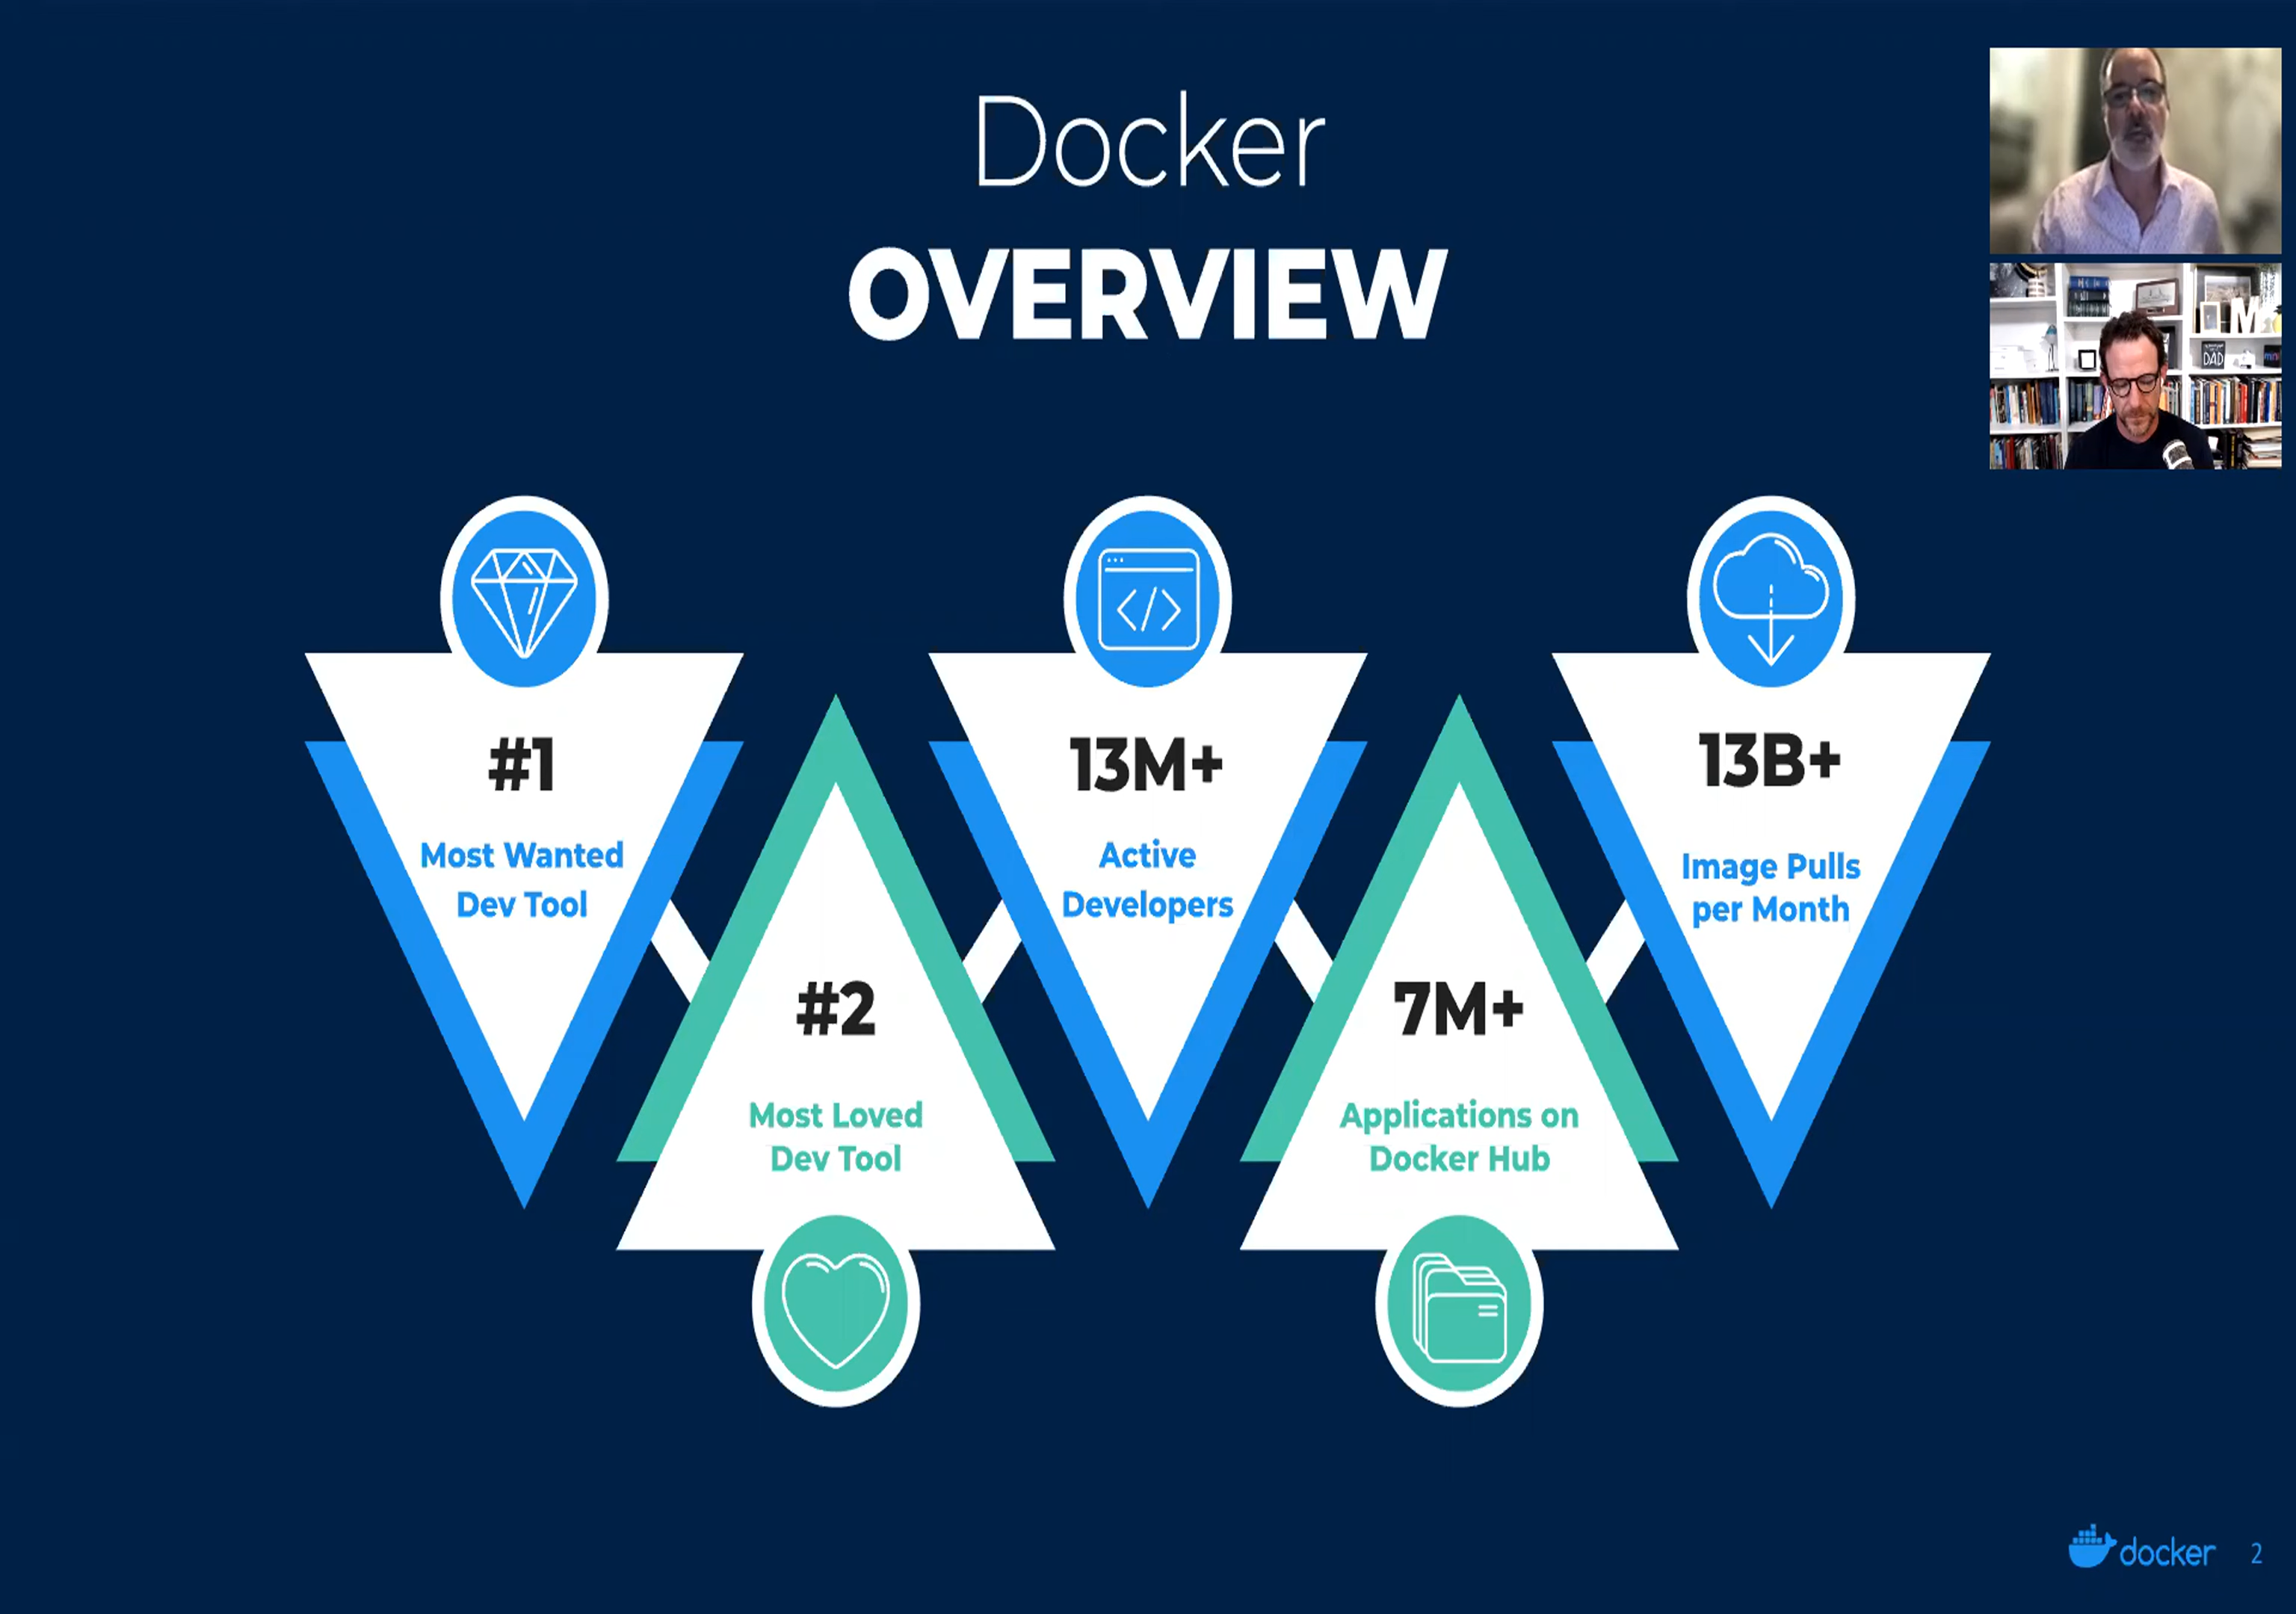 Docker
OVERVIEW
#1
Most Wanted
Dev Tool
#2
Most Loved
Dev Tool
13M+
Active
Developers
7M+
Applications on
Docker Hub
13B+
Image Pulls
per Month
M
DAD
docker
2